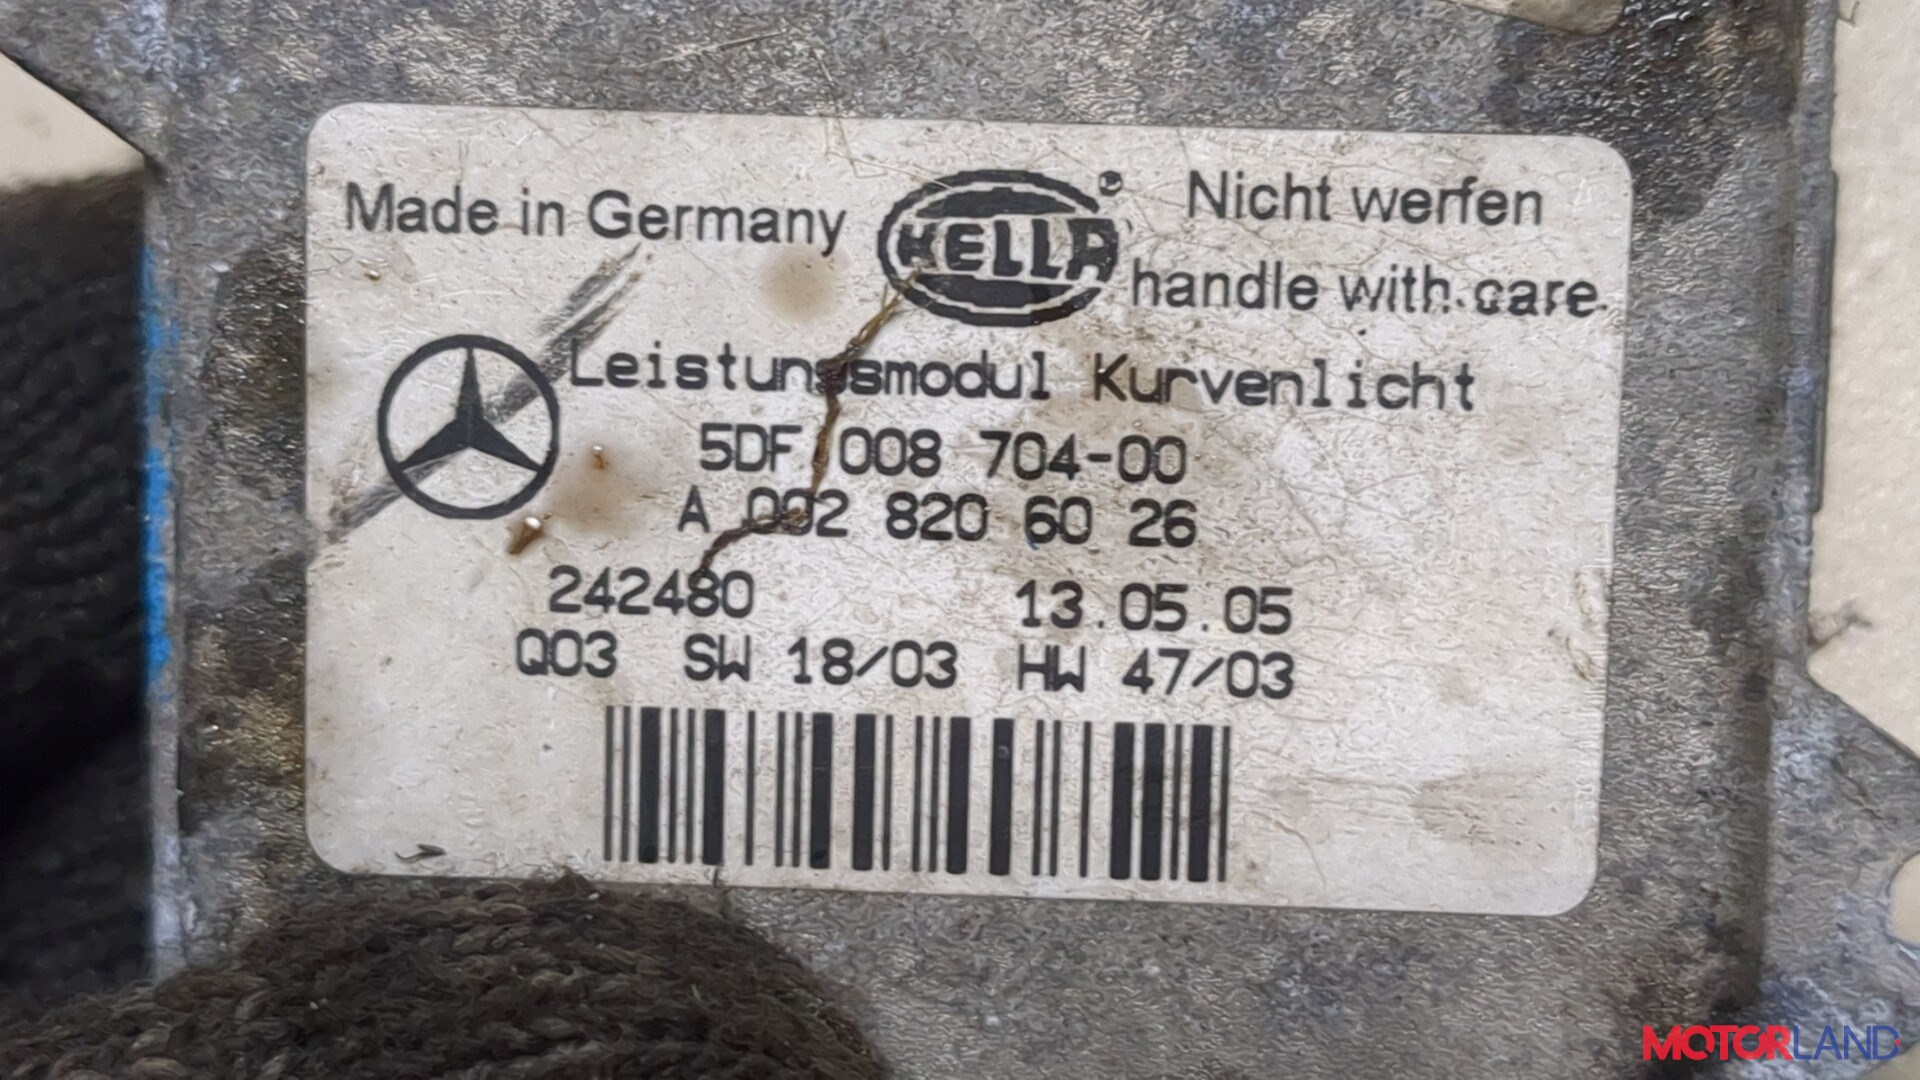 Made in Germany HELLA Nicht werfen
handle with care
Leistungsmodul Kurvenlicht
5DF 008 704-00
A 002 820 60 26
242480 13.05.05
Q03 SW 18/03 HW 47/03
MOTORLAND